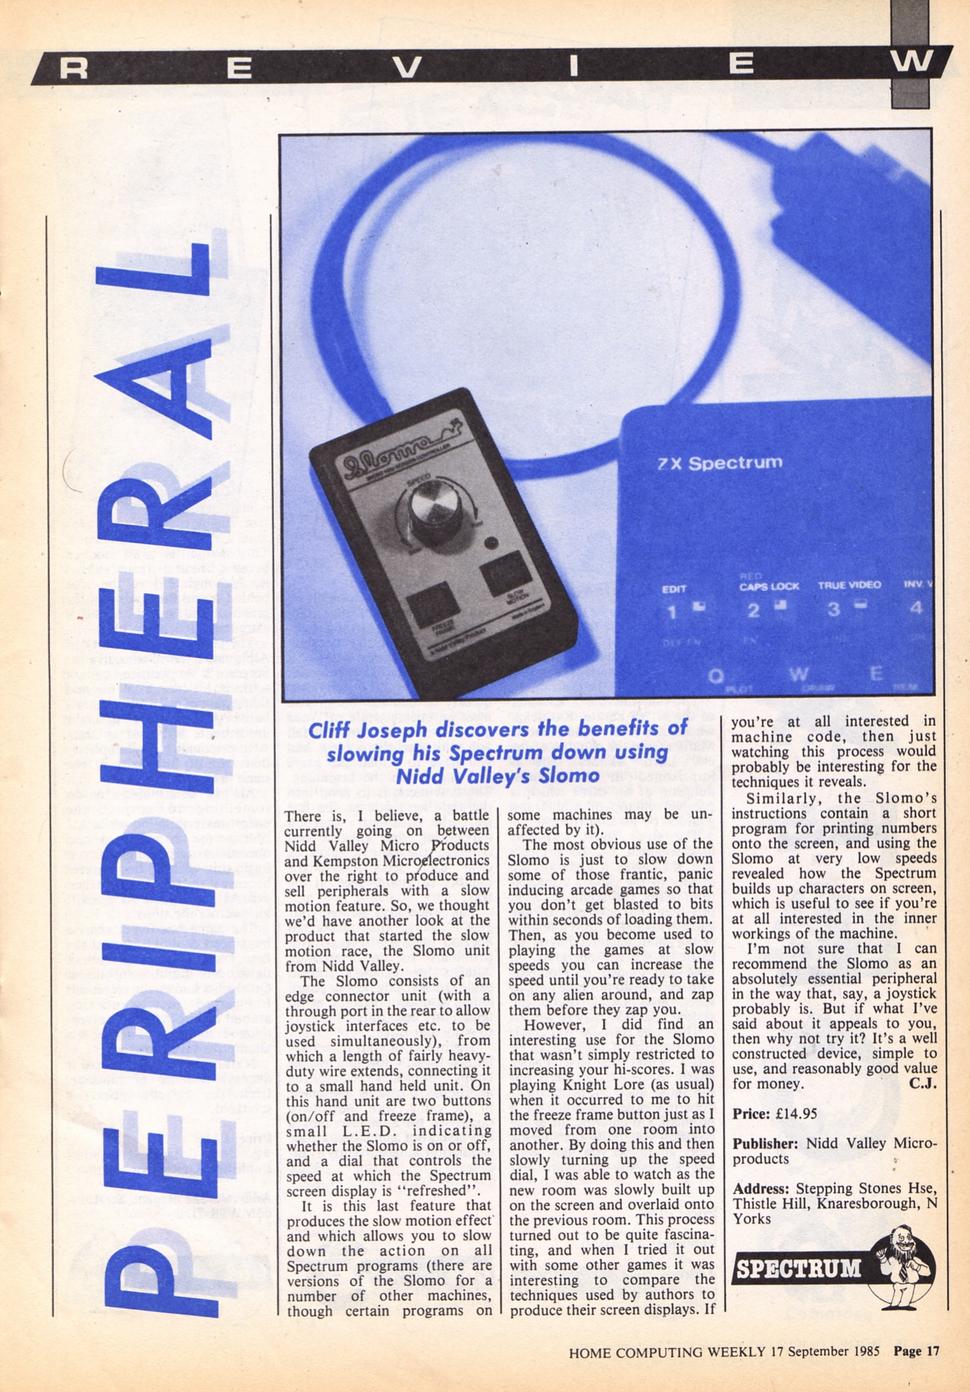 REVIEW
PERIPHERAL
Slomo
MICRO VDU SCREEN CONTROLLER
SPEED
FREEZE
FRAME
SLOW
MOTION
A Nidd Valley Product
Made in England
ZX Spectrum
RED
EDIT CAPS LOCK TRUE VIDEO INV V
1 2 3 4
DEF FN FN LINE
Q W E
PLOT DRAW REM
Cliff Joseph discovers the benefits of
slowing his Spectrum down using
Nidd Valley's Slomo
There is, I believe, a battle
currently going on between
Nidd Valley Micro Products
and Kempston Microelectronics
over the right to produce and
sell peripherals with a slow
motion feature. So, we thought
we'd have another look at the
product that started the slow
motion race, the Slomo unit
from Nidd Valley.
The Slomo consists of an
edge connector unit (with a
through port in the rear to allow
joystick interfaces etc. to be
used simultaneously), from
which a length of fairly heavy-
duty wire extends, connecting it
to a small hand held unit. On
this hand unit are two buttons
(on/off and freeze frame), a
small L.E.D. indicating
whether the Slomo is on or off,
and a dial that controls the
speed at which the Spectrum
screen display is "refreshed".
It is this last feature that
produces the slow motion effect
and which allows you to slow
down the action on all
Spectrum programs (there are
versions of the Slomo for a
number of other machines,
though certain programs on
some machines may be un-
affected by it).
The most obvious use of the
Slomo is just to slow down
some of those frantic, panic
inducing arcade games so that
you don't get blasted to bits
within seconds of loading them.
Then, as you become used to
playing the games at slow
speeds you can increase the
speed until you're ready to take
on any alien around, and zap
them before they zap you.
However, I did find an
interesting use for the Slomo
that wasn't simply restricted to
increasing your hi-scores. I was
playing Knight Lore (as usual)
when it occurred to me to hit
the freeze frame button just as I
moved from one room into
another. By doing this and then
slowly turning up the speed
dial, I was able to watch as the
new room was slowly built up
on the screen and overlaid onto
the previous room. This process
turned out to be quite fascina-
ting, and when I tried it out
with some other games it was
interesting to compare the
techniques used by authors to
produce their screen displays. If
you're at all interested in
machine code, then just
watching this process would
probably be interesting for the
techniques it reveals.
Similarly, the Slomo's
instructions contain a short
program for printing numbers
onto the screen, and using the
Slomo at very low speeds
revealed how the Spectrum
builds up characters on screen,
which is useful to see if you're
at all interested in the inner
workings of the machine.
I'm not sure that I can
recommend the Slomo as an
absolutely essential peripheral
in the way that, say, a joystick
probably is. But if what I've
said about it appeals to you,
then why not try it? It's a well
constructed device, simple to
use, and reasonably good value
for money. C.J.
Price: £14.95
Publisher: Nidd Valley Micro-
products
Address: Stepping Stones Hse,
Thistle Hill, Knaresborough, N
Yorks
SPECTRUM
HOME COMPUTING WEEKLY 17 September 1985 Page 17